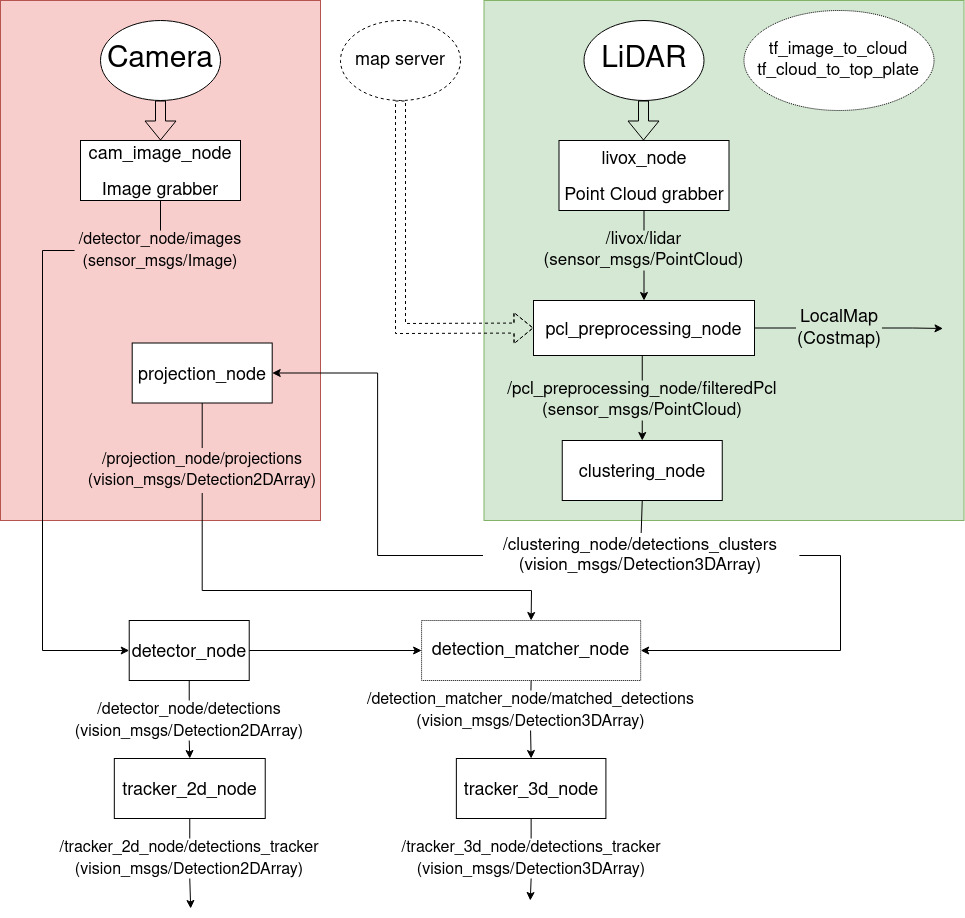 Camera
map server
LiDAR
tf_image_to_cloud
tf_cloud_to_top_plate
cam_image_node
Image grabber
livox_node
Point Cloud grabber
/detector_node/images
(sensor_msgs/Image)
/livox/lidar
(sensor_msgs/PointCloud)
pcl_preprocessing_node
LocalMap
(Costmap)
projection_node
/pcl_preprocessing_node/filteredPcl
(sensor_msgs/PointCloud)
/projection_node/projections
(vision_msgs/Detection2DArray)
clustering_node
/clustering_node/detections_clusters
(vision_msgs/Detection3DArray)
detector_node
detection_matcher_node
/detector_node/detections
(vision_msgs/Detection2DArray)
/detection_matcher_node/matched_detections
(vision_msgs/Detection3DArray)
tracker_2d_node
tracker_3d_node
/tracker_2d_node/detections_tracker
(vision_msgs/Detection2DArray)
/tracker_3d_node/detections_tracker
(vision_msgs/Detection3DArray)